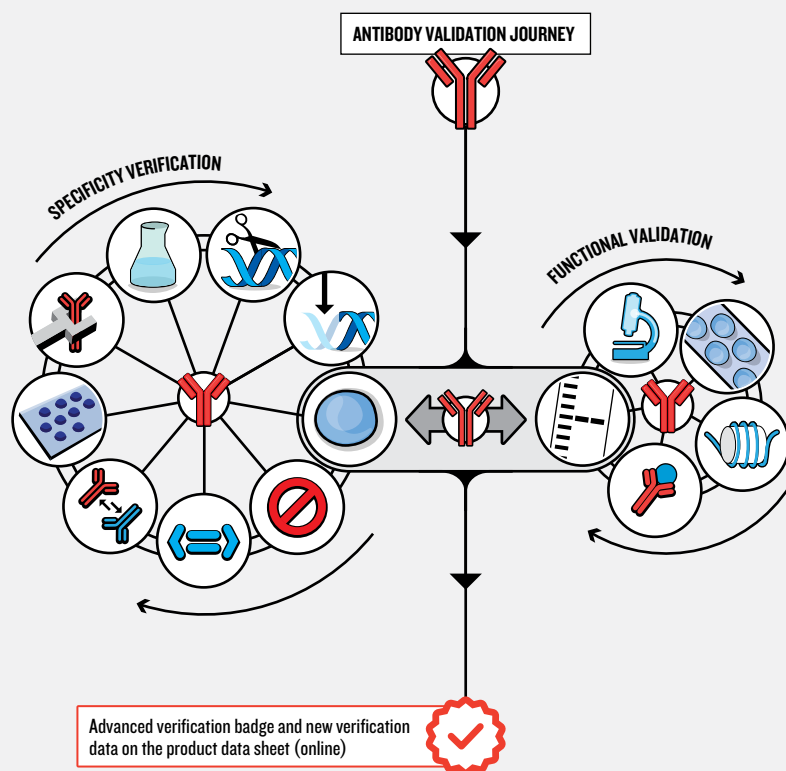 ANTIBODY VALIDATION JOURNEY
SPECIFICITY VERIFICATION
FUNCTIONAL VALIDATION
Advanced verification badge and new verification
data on the product data sheet (online)